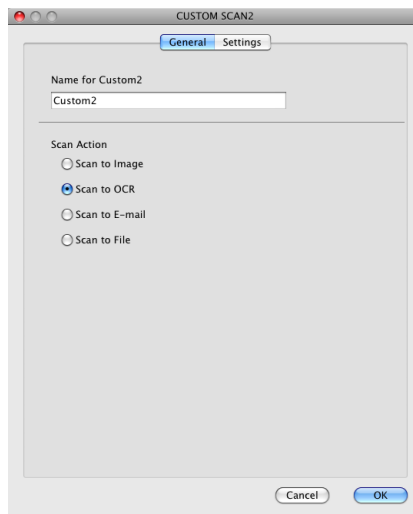 CUSTOM SCAN2
General Settings
Name for Custom2
Custom2
Scan Action
Scan to Image
Scan to OCR
Scan to E-mail
Scan to File
Cancel OK